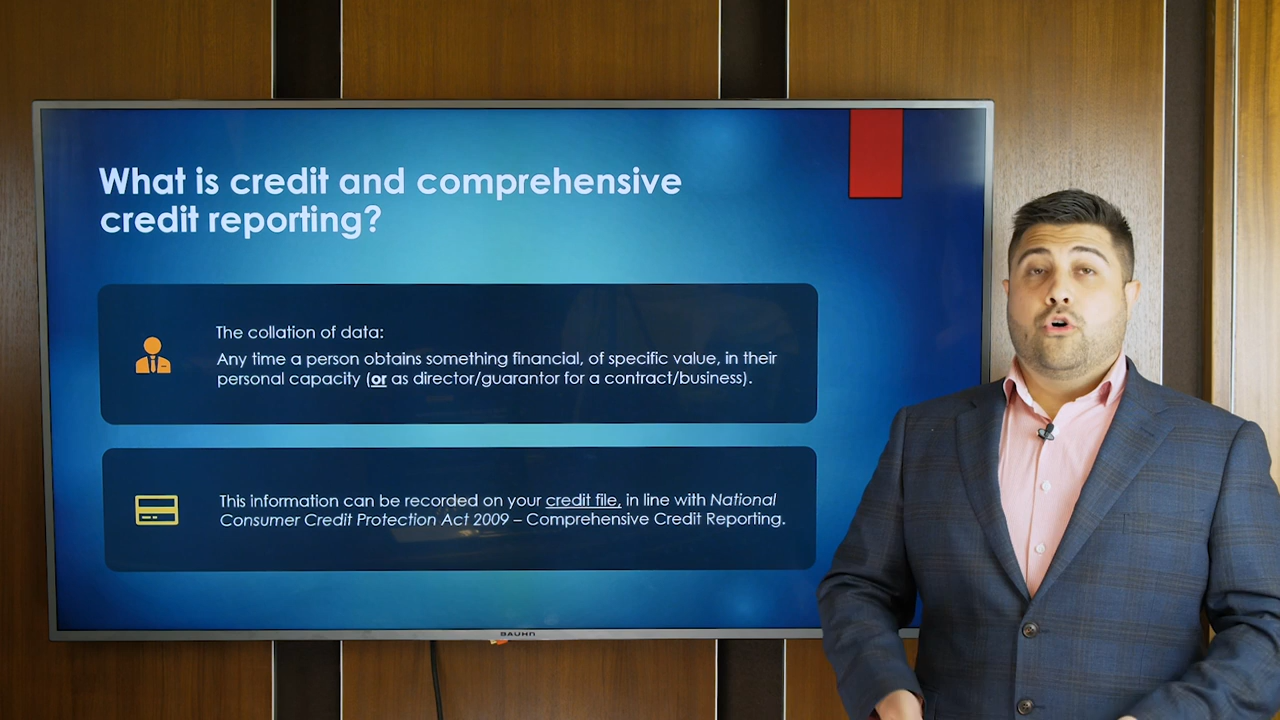 What is credit and comprehensive
credit reporting?
The collation of data:
Any time a person obtains something financial, of specific value, in their
personal capacity (or as director/guarantor for a contract/business).
This information can be recorded on your credit file, in line with National
Consumer Credit Protection Act 2009 – Comprehensive Credit Reporting.
BAUHN